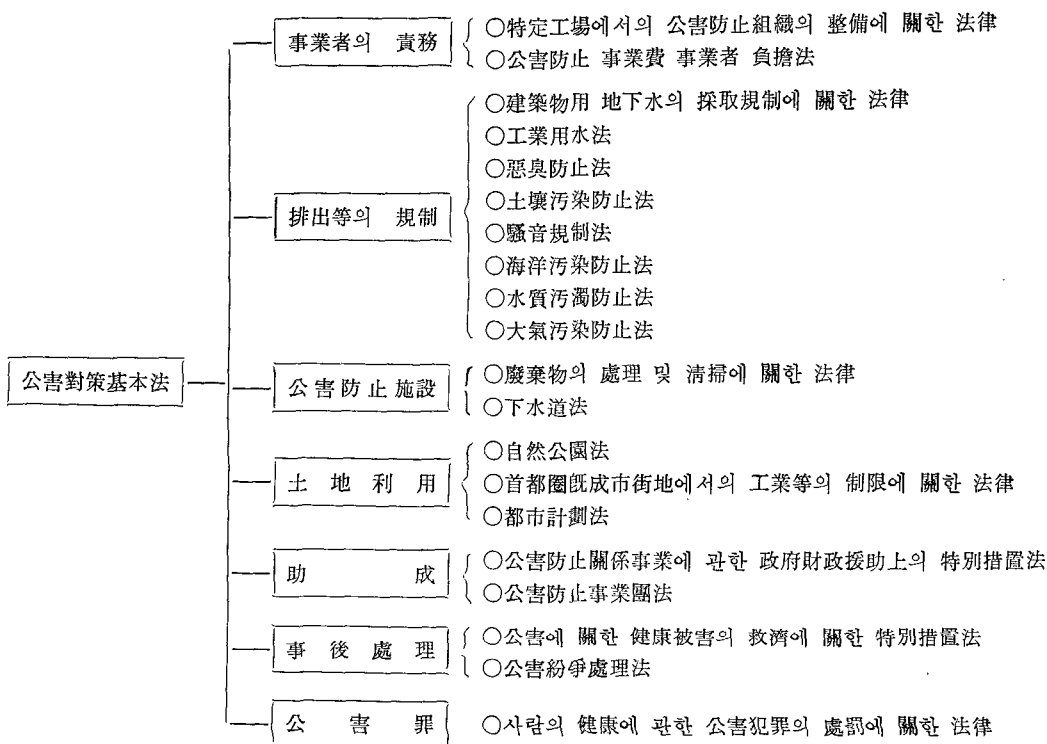 事業者의 責務
○特定工場에서의 公害防止組織의 整備에 關한 法律
○公害防止 事業費 事業者 負擔法
排出等의 規制
○建築物用 地下水의 採取規制에 關한 法律
○工業用水法
○惡臭防止法
○土壤汚染防止法
○騷音規制法
○海洋汚染防止法
○水質汚濁防止法
○大氣汚染防止法
公害對策基本法
公害防止施設
○廢棄物의 處理 및 淸掃에 關한 法律
○下水道法
土地利用
○自然公園法
○首都圈旣成市街地에서의 工業等의 制限에 關한 法律
○都市計劃法
助成
○公害防止關係事業에 관한 政府財政援助上의 特別措置法
○公害防止事業團法
事後處理
○公害에 關한 健康被害의 救濟에 關한 特別措置法
○公害紛爭處理法
公害罪
○사람의 健康에 관한 公害犯罪의 處罰에 關한 法律